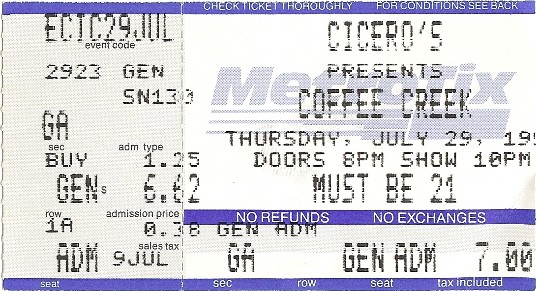 CHECK TICKET THOROUGHLY FOR CONDITIONS SEE BACK
ECIC29JUL
event code
2923 GEN
SN130
GA
sec adm type
BUY 1.25
GEN s 6.62
row admission price
1A 0.38
sales tax
ADM 9JUL
seat
MetroTix
CICERO'S
PRESENTS
COFFEE CREEK
THURSDAY, JULY 29, 199
DOORS 8PM SHOW 10PM
MUST BE 21
NO REFUNDS NO EXCHANGES
GEN ADM
GA GEN ADM 7.00
sec row seat tax included